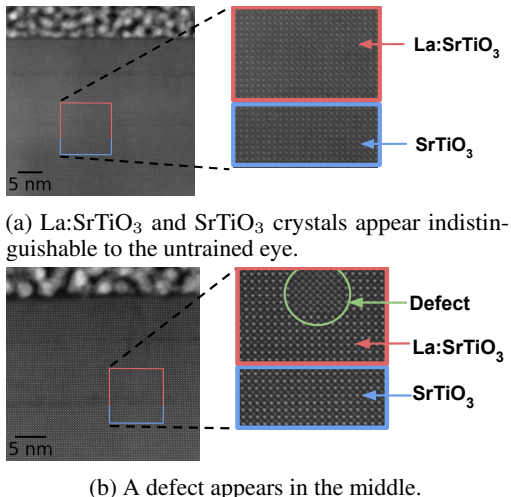 La:SrTiO₃
SrTiO₃
5 nm
(a) La:SrTiO₃ and SrTiO₃ crystals appear indistin-
guishable to the untrained eye.
Defect
La:SrTiO₃
SrTiO₃
5 nm
(b) A defect appears in the middle.